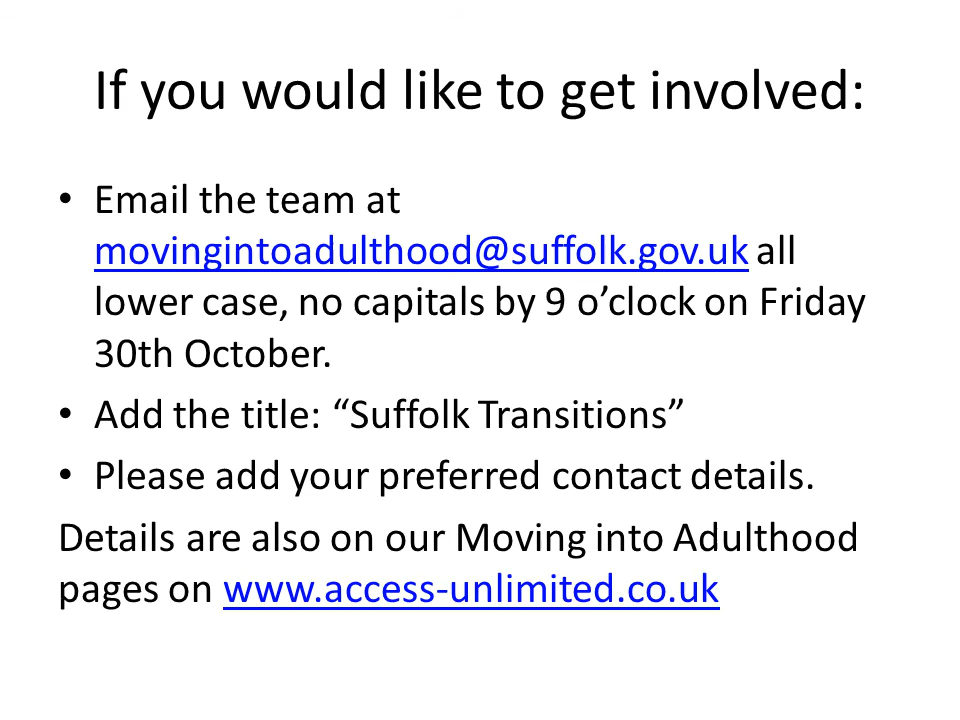 If you would like to get involved:
• Email the team at
movingintoadulthood@suffolk.gov.uk all
lower case, no capitals by 9 o’clock on Friday
30th October.
• Add the title: “Suffolk Transitions”
• Please add your preferred contact details.
Details are also on our Moving into Adulthood
pages on www.access-unlimited.co.uk